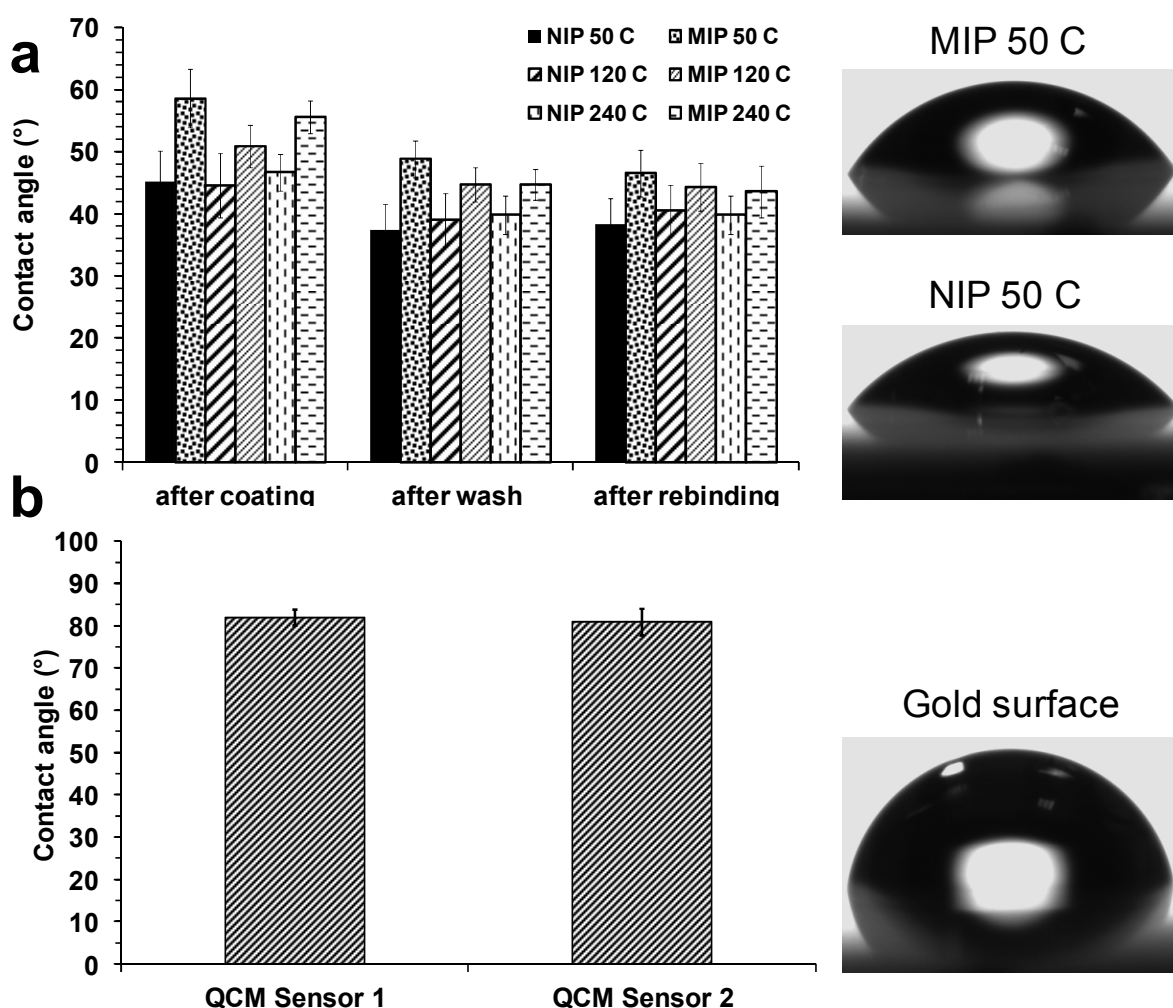 a
70
60
50
40
30
20
10
0
Contact angle (°)
NIP 50 C MIP 50 C
NIP 120 C MIP 120 C
NIP 240 C MIP 240 C
after coating after wash after rebinding
MIP 50 C
NIP 50 C
b
100
90
80
70
60
50
40
30
20
10
0
Contact angle (°)
QCM Sensor 1 QCM Sensor 2
Gold surface